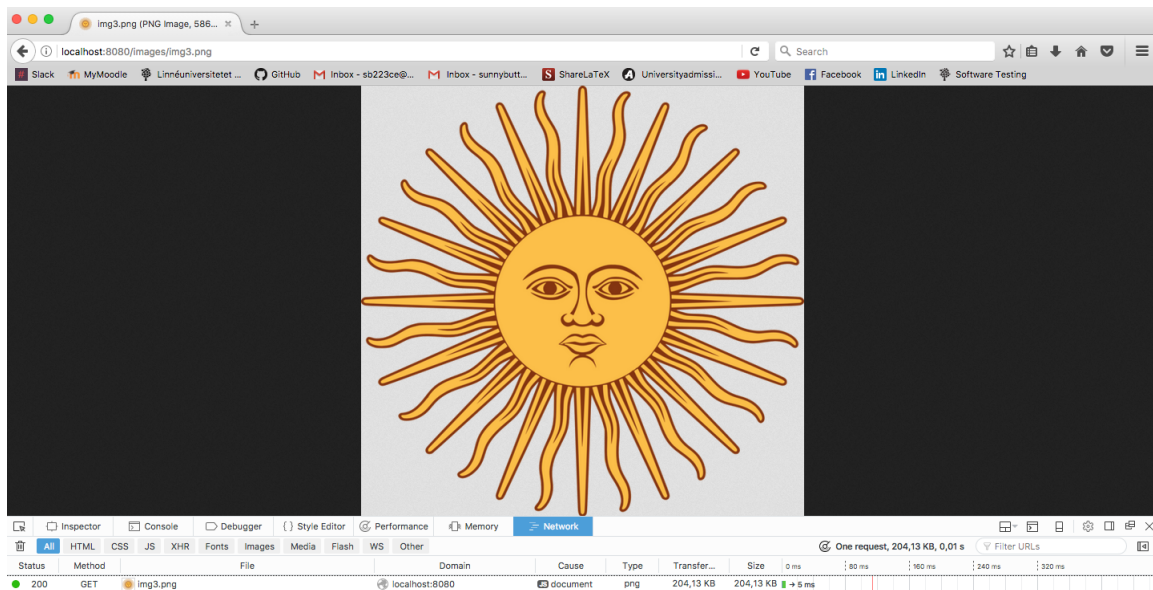 img3.png (PNG Image, 586...
localhost:8080/images/img3.png Search
Slack MyMoodle Linnéuniversitetet ... GitHub Inbox - sb223ce@... Inbox - sunnybutt... ShareLaTeX Universityadmissi... YouTube Facebook LinkedIn Software Testing
Inspector Console Debugger Style Editor Performance Memory Network
All HTML CSS JS XHR Fonts Images Media Flash WS Other One request, 204,13 KB, 0,01 s Filter URLs
Status Method File Domain Cause Type Transfer... Size 0 ms 80 ms 160 ms 240 ms 320 ms
200 GET img3.png localhost:8080 JS document png 204,13 KB 204,13 KB → 5 ms